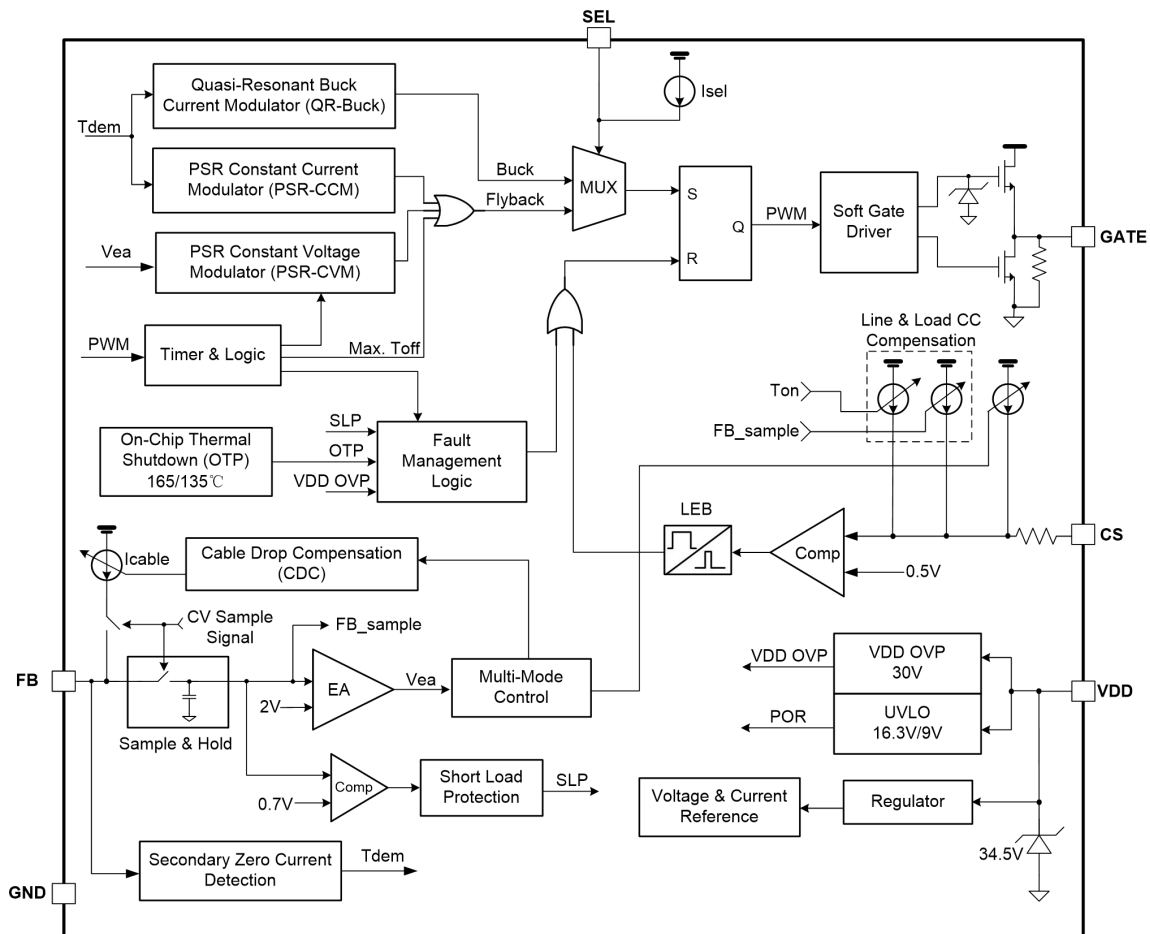 SEL
Quasi-Resonant Buck
Current Modulator (QR-Buck)
Isel
Tdem
PSR Constant Current
Modulator (PSR-CCM)
Buck
Flyback
MUX
S
R
Q
PWM
Soft Gate
Driver
GATE
Vea
PSR Constant Voltage
Modulator (PSR-CVM)
PWM
Timer & Logic
Max. Toff
Line & Load CC
Compensation
Ton
FB_sample
SLP
OTP
VDD OVP
On-Chip Thermal
Shutdown (OTP)
165/135℃
Fault
Management
Logic
LEB
Comp
0.5V
CS
Icable
Cable Drop Compensation
(CDC)
CV Sample
Signal
FB_sample
FB
Sample & Hold
2V
EA
Vea
Multi-Mode
Control
VDD OVP
VDD OVP
30V
POR
UVLO
16.3V/9V
VDD
0.7V
Comp
Short Load
Protection
SLP
Voltage & Current
Reference
Regulator
34.5V
Secondary Zero Current
Detection
Tdem
GND